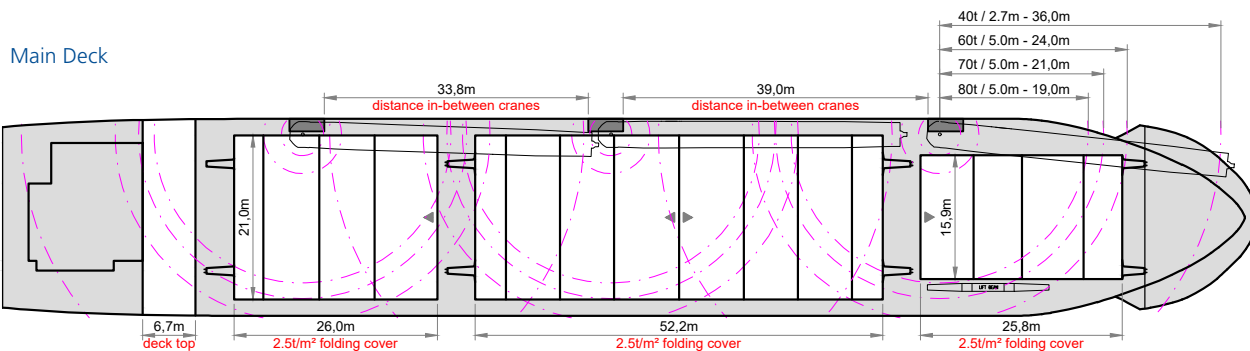 Main Deck
40t / 2.7m - 36,0m
60t / 5.0m - 24,0m
70t / 5.0m - 21,0m
80t / 5.0m - 19,0m
33,8m
distance in-between cranes
39,0m
distance in-between cranes
21,0m
15,9m
LIFT BEAM
6,7m
deck top
26,0m
2.5t/m² folding cover
52,2m
2.5t/m² folding cover
25,8m
2.5t/m² folding cover